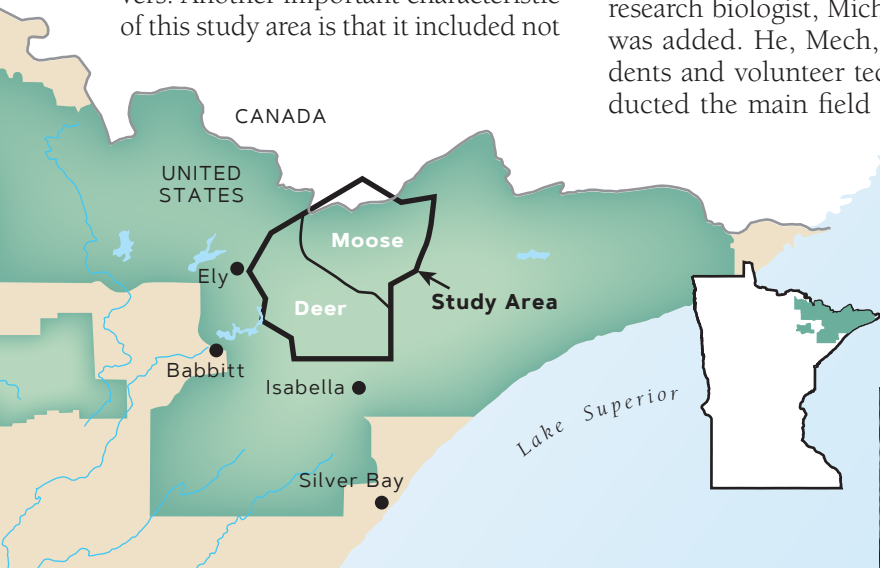 of this study area is that it included not
research biologist, Mich
was added. He, Mech,
dents and volunteer tec
ducted the main field
CANADA
UNITED
STATES
Moose
Ely
Deer
Study Area
Babbitt
Isabella
Lake Superior
Silver Bay